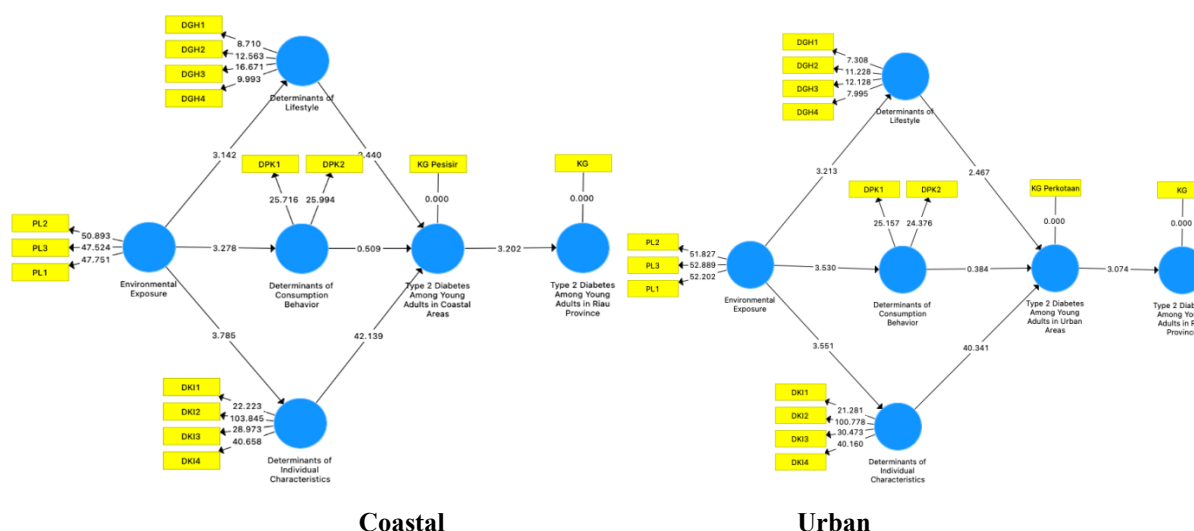 DGH1
DGH2
DGH3
DGH4
8.710
12.563
16.671
9.993
Determinants
of Lifestyle
3.142
DPK1
DPK2
25.716
25.994
KG Pesisir
0.000
KG
0.000
PL2
PL3
PL1
50.893
47.524
47.751
Environmental
Exposure
3.278
Determinants of
Consumption
Behavior
0.509
Type 2 Diabetes
Among Young
Adults in Coastal
Areas
3.202
Type 2 Diabetes
Among Young
Adults in Riau
Province
3.785
42.139
DKI1
DKI2
DKI3
DKI4
22.223
103.845
28.973
40.658
Determinants of
Individual
Characteristics
Coastal
DGH1
DGH2
DGH3
DGH4
7.308
11.228
12.128
7.995
Determinants
of Lifestyle
3.213
2.467
DPK1
DPK2
25.157
24.376
KG Perkotaan
0.000
KG
0.000
PL2
PL3
PL1
51.827
52.889
52.202
Environmental
Exposure
3.530
Determinants of
Consumption
Behavior
0.384
Type 2 Diabetes
Among Young
Adults in Urban
Areas
3.074
Type 2 Diab
Among Yo
Adults in R
Provinc
3.551
40.341
DKI1
DKI2
DKI3
DKI4
21.281
100.778
30.473
40.160
Determinants of
Individual
Characteristics
Urban